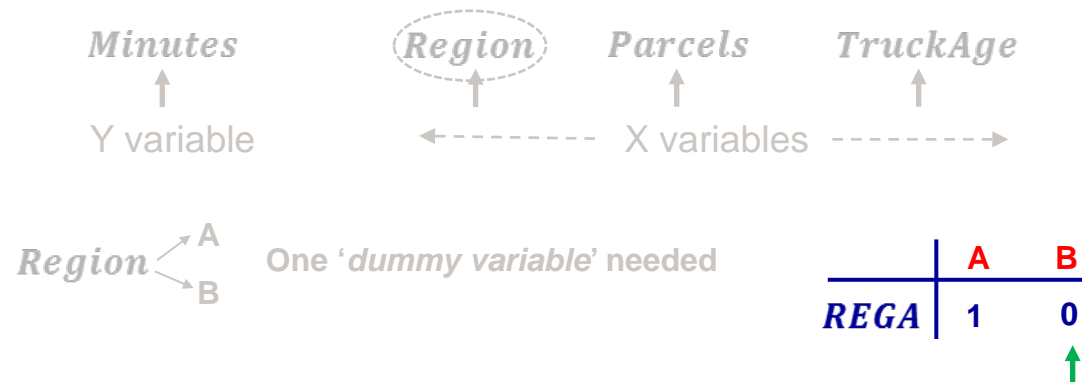 Minutes Region Parcels TruckAge
Y variable X variables
A
Region One ‘dummy variable’ needed
B
A B
REGA 1 0